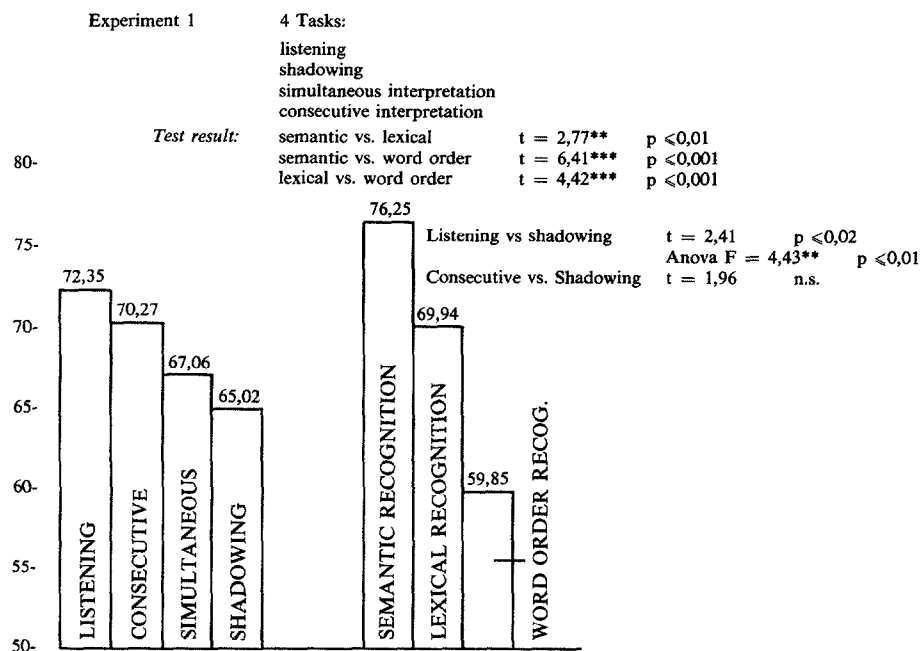 Experiment 1 4 Tasks:
listening
shadowing
simultaneous interpretation
consecutive interpretation
Test result: semantic vs. lexical t = 2,77** p ⩽0,01
semantic vs. word order t = 6,41*** p ⩽0,001
lexical vs. word order t = 4,42*** p ⩽0,001
80-
76,25
Listening vs shadowing t = 2,41 p ⩽0,02
75-
Anova F = 4,43** p ⩽0,01
Consecutive vs. Shadowing t = 1,96 n.s.
72,35
70,27
69,94
70-
67,06
65,02
65-
60-
59,85
55-
50-
LISTENING
CONSECUTIVE
SIMULTANEOUS
SHADOWING
SEMANTIC RECOGNITION
LEXICAL RECOGNITION
WORD ORDER RECOG.